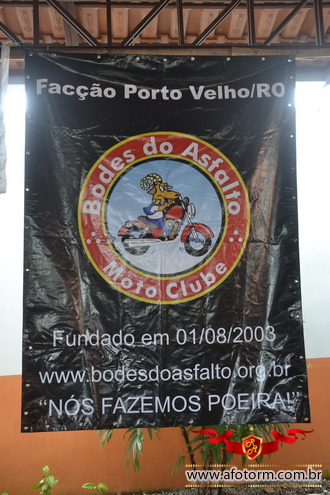 Facção Porto Velho/RO
Bodes do Asfalto
Moto Clube
Fundado em 01/08/2003
www.bodesdoasfalto.org.br
“NÓS FAZEMOS POEIRA!”
www.afotorm.com.br